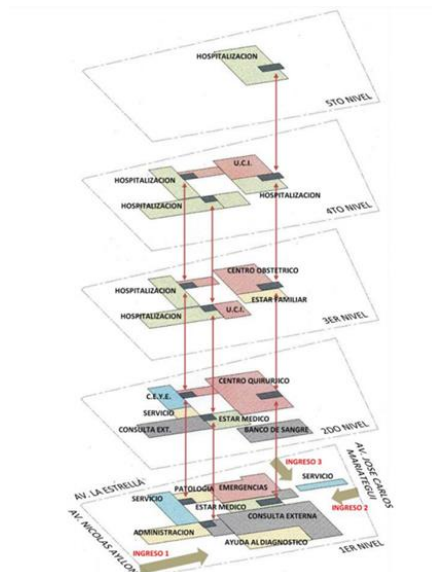 HOSPITALIZACION
5TO NIVEL
U.C.I.
HOSPITALIZACION
HOSPITALIZACION
HOSPITALIZACION
4TO NIVEL
CENTRO OBSTETRICO
HOSPITALIZACION
ESTAR FAMILIAR
HOSPITALIZACION
U.C.I.
3ER NIVEL
CENTRO QUIRURJICO
C.E.Y.E.
SERVICIO
ESTAR MEDICO
CONSULTA EXT.
BANCO DE SANGRE
2DO NIVEL
AV. JOSE CARLOS
MARIATEGUI
INGRESO 3
AV. LA ESTRELLA
PATOLOGIA
EMERGENCIAS
SERVICIO
SERVICIO
ESTAR MEDICO
INGRESO 2
CONSULTA EXTERNA
AV. NICOLAS AYLLON
ADMINISTRACION
AYUDA AL DIAGNOSTICO
INGRESO 1
1ER NIVEL